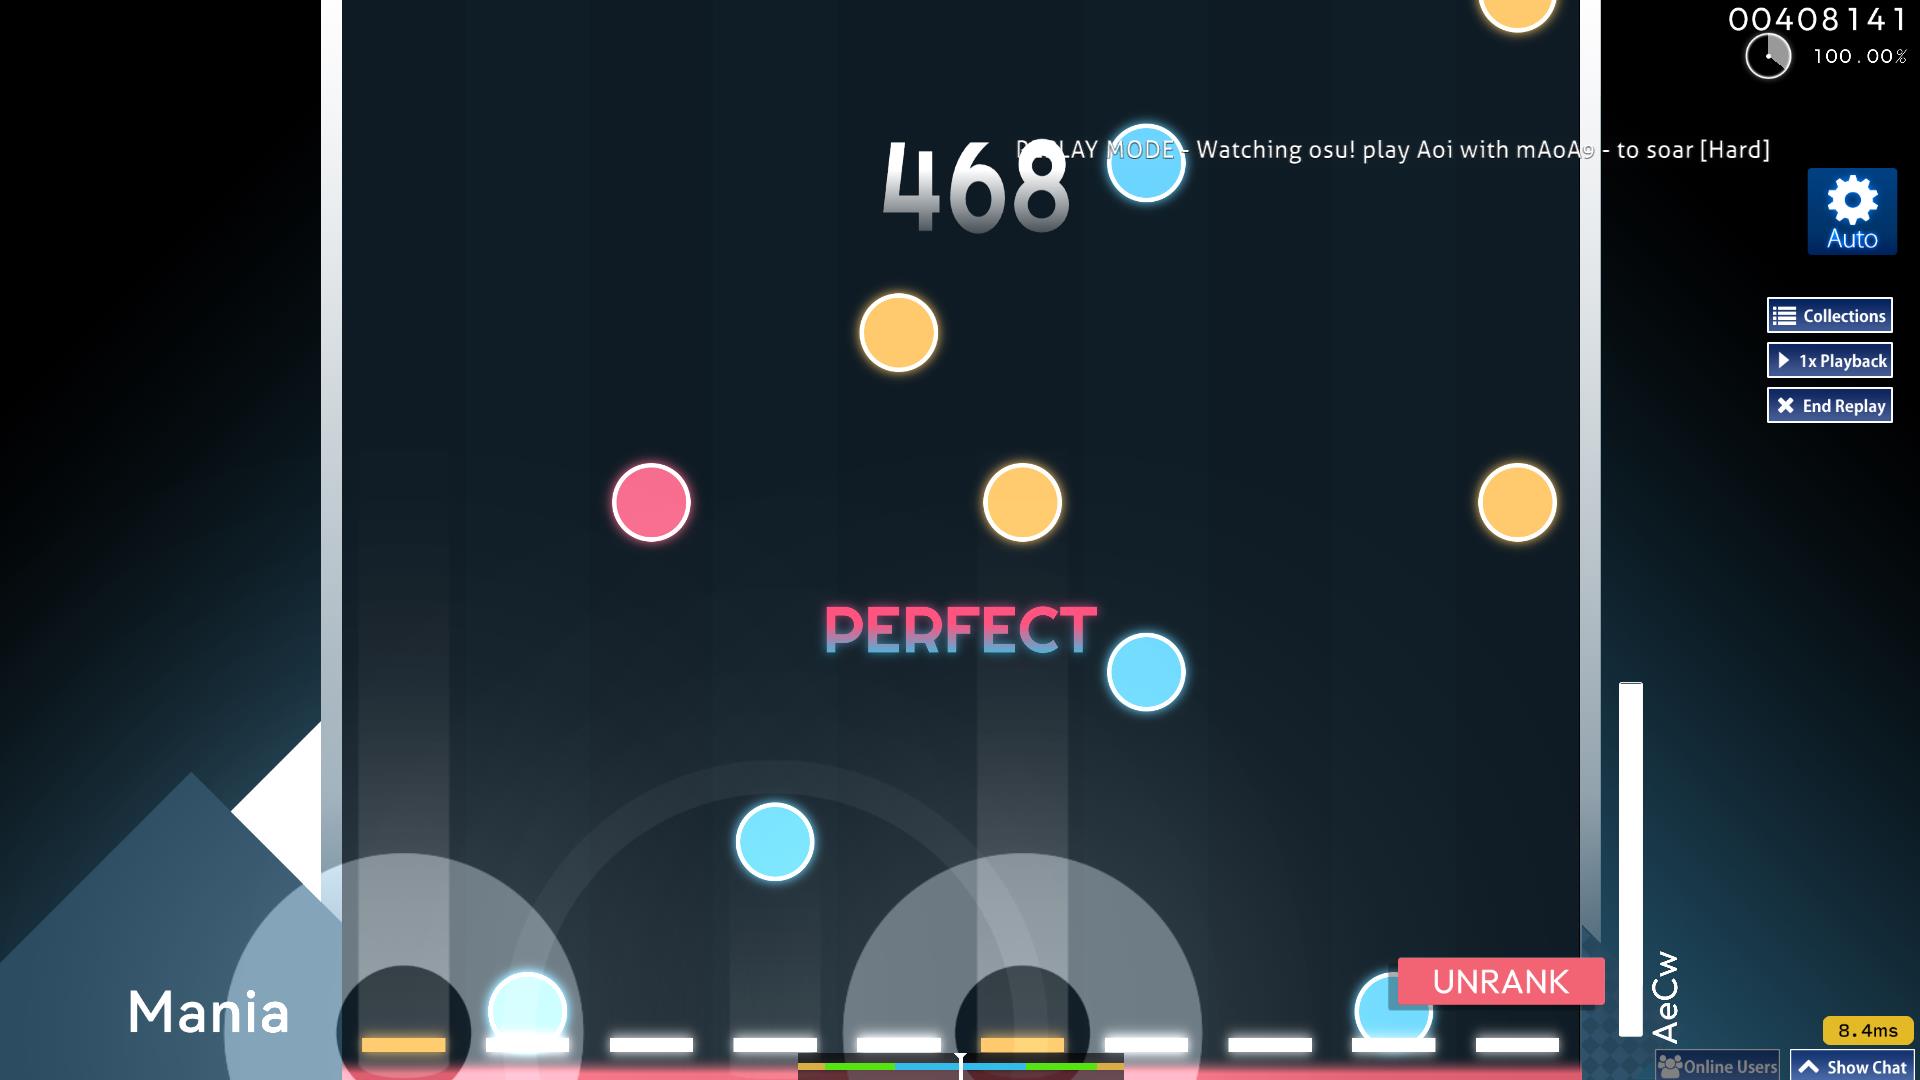 00408141
100.00%
468
REPLAY MODE - Watching osu! play Aoi with mAoA9 - to soar [Hard]
Auto
Collections
1x Playback
End Replay
PERFECT
UNRANK
Mania
AeCw
8.4ms
Online Users
Show Chat